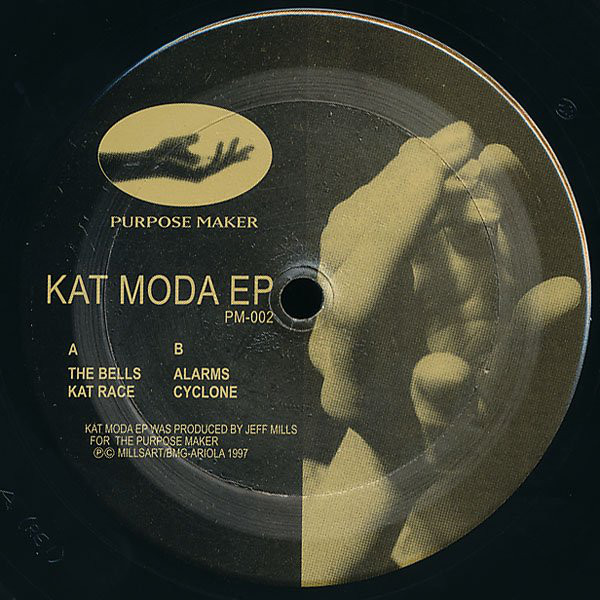 PURPOSE MAKER
KAT MODA EP
PM-002
A B
THE BELLS ALARMS
KAT RACE CYCLONE
KAT MODA EP WAS PRODUCED BY JEFF MILLS
FOR THE PURPOSE MAKER
℗© MILLSART/BMG-ARIOLA 1997